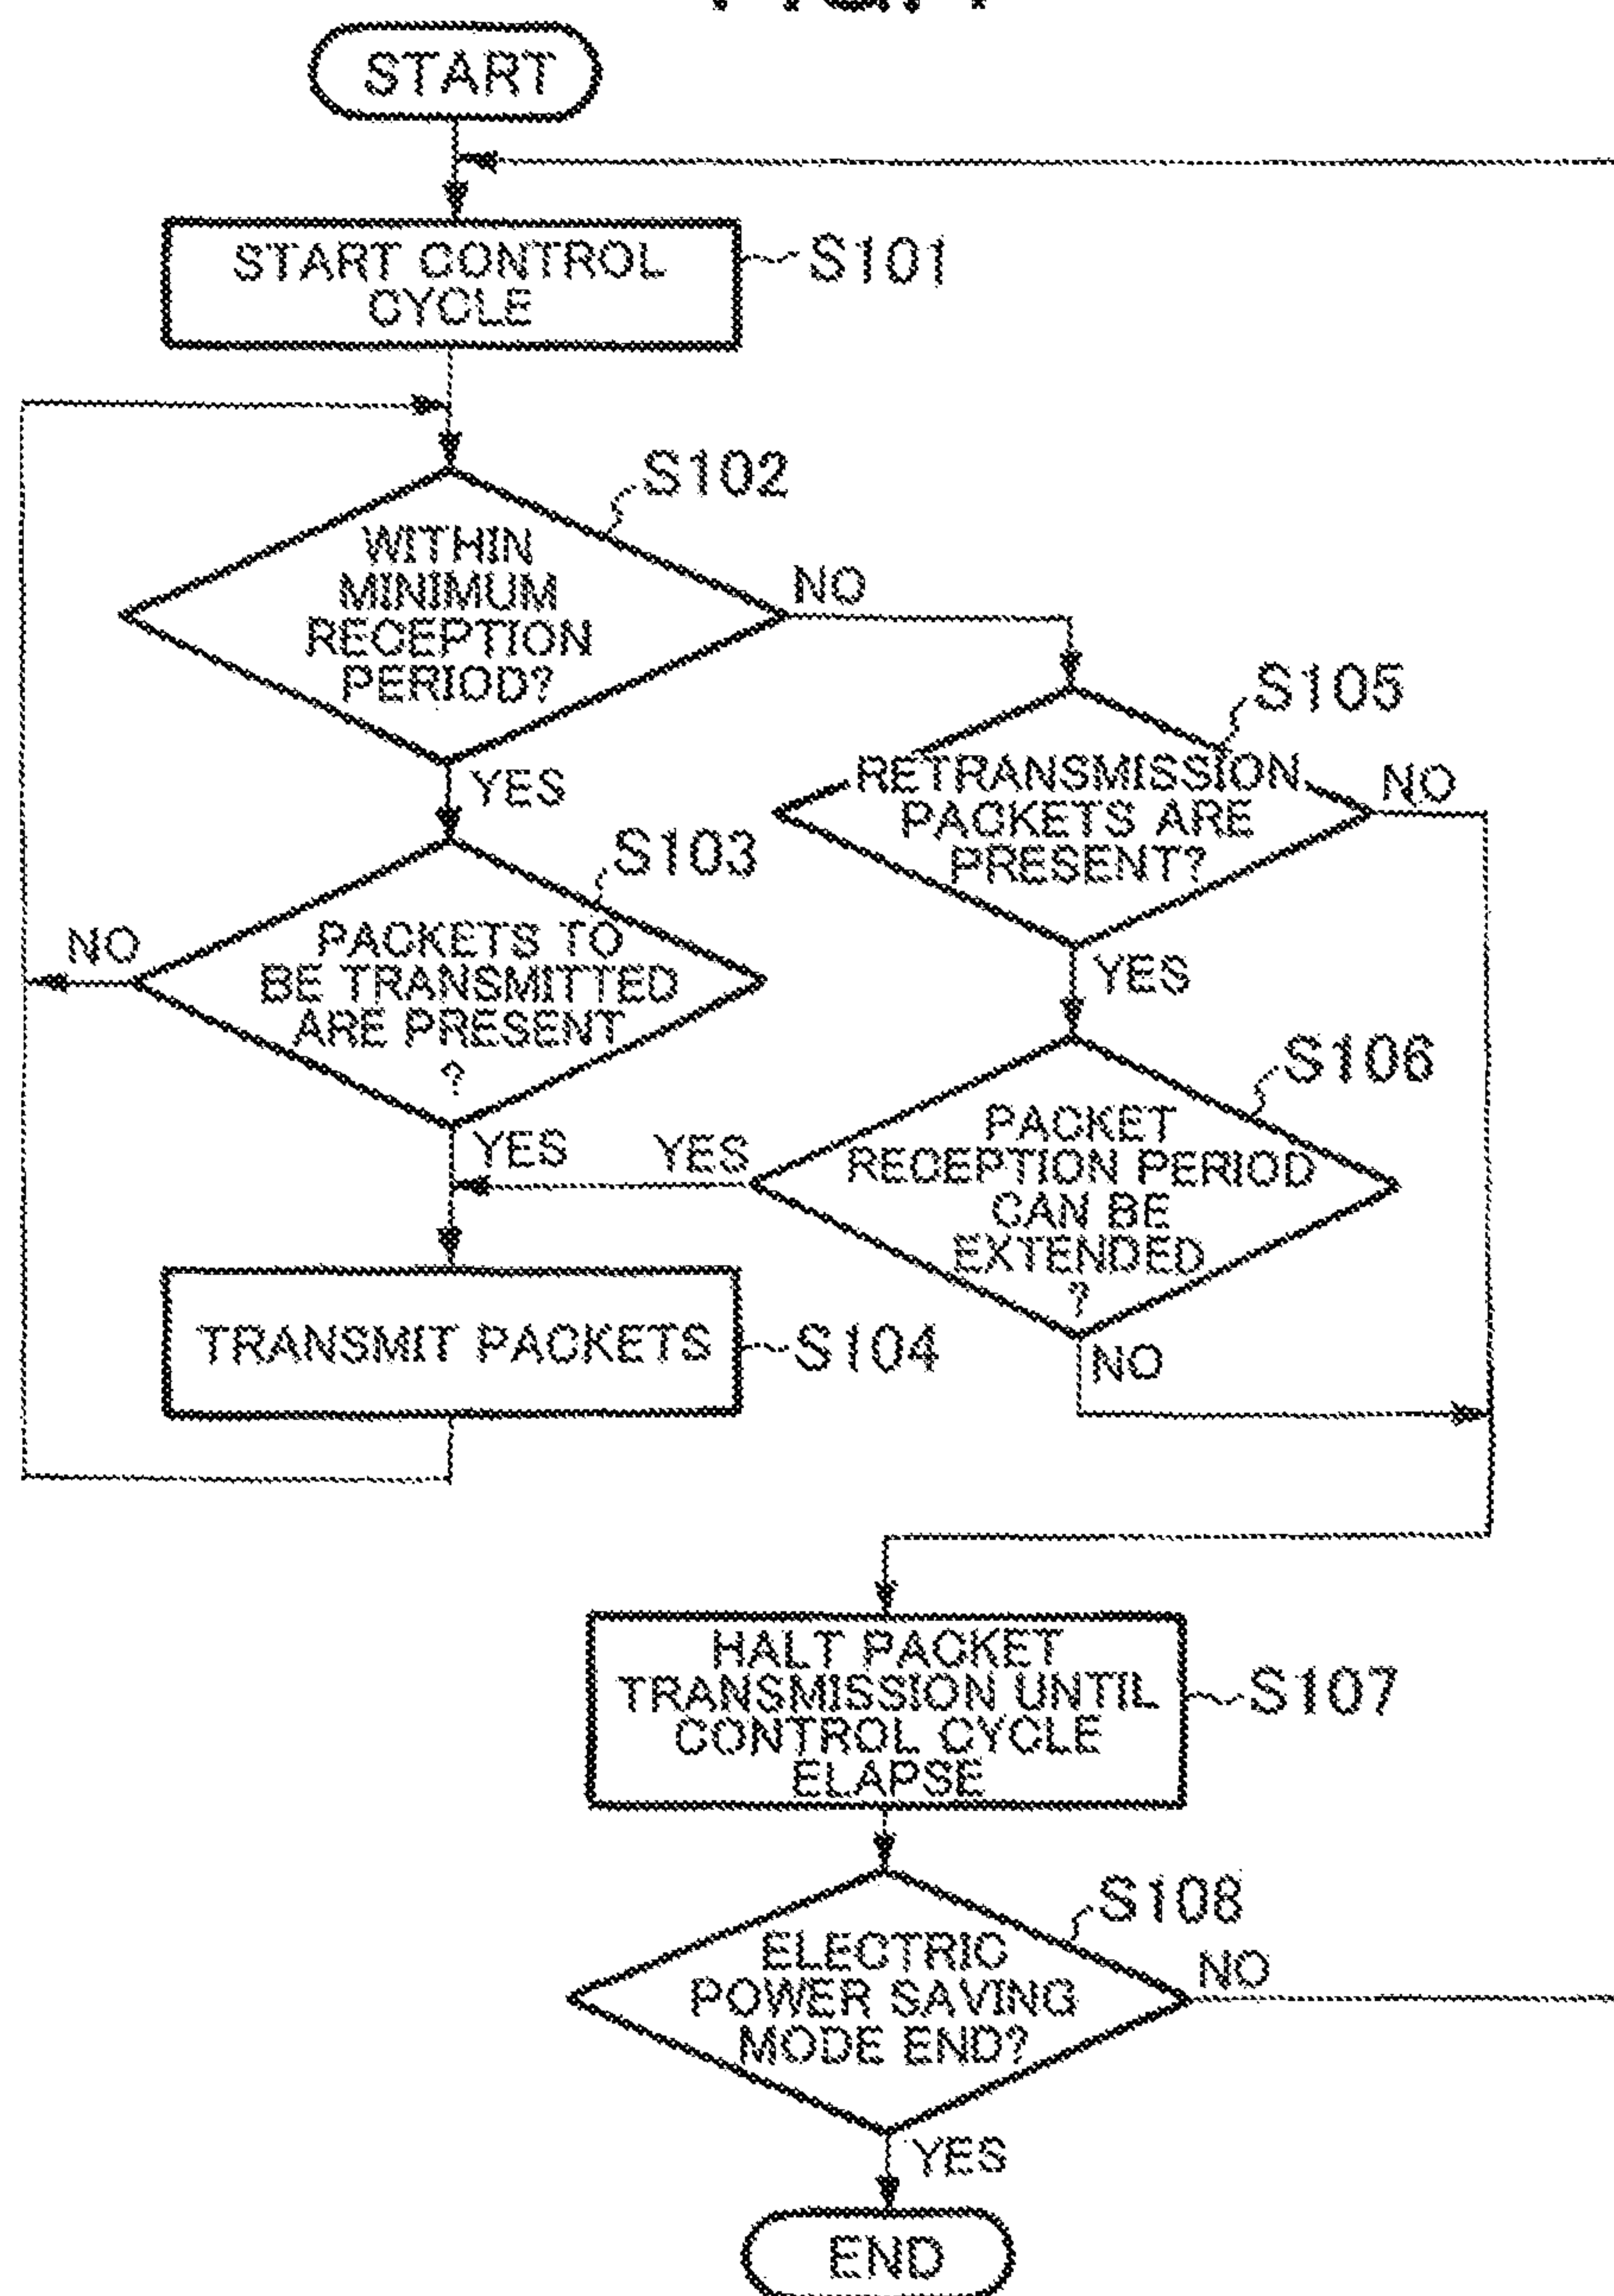 START
START CONTROL
CYCLE
S101
S102
WITHIN
MINIMUM
RECEPTION
PERIOD?
NO
YES
S105
RETRANSMISSION
PACKETS ARE
PRESENT?
NO
YES
S103
PACKETS TO
BE TRANSMITTED
ARE PRESENT
?
NO
YES
S106
PACKET
RECEPTION PERIOD
CAN BE
EXTENDED
?
YES
NO
TRANSMIT PACKETS
S104
HALT PACKET
TRANSMISSION UNTIL
CONTROL CYCLE
ELAPSE
S107
S108
ELECTRIC
POWER SAVING
MODE END?
NO
YES
END